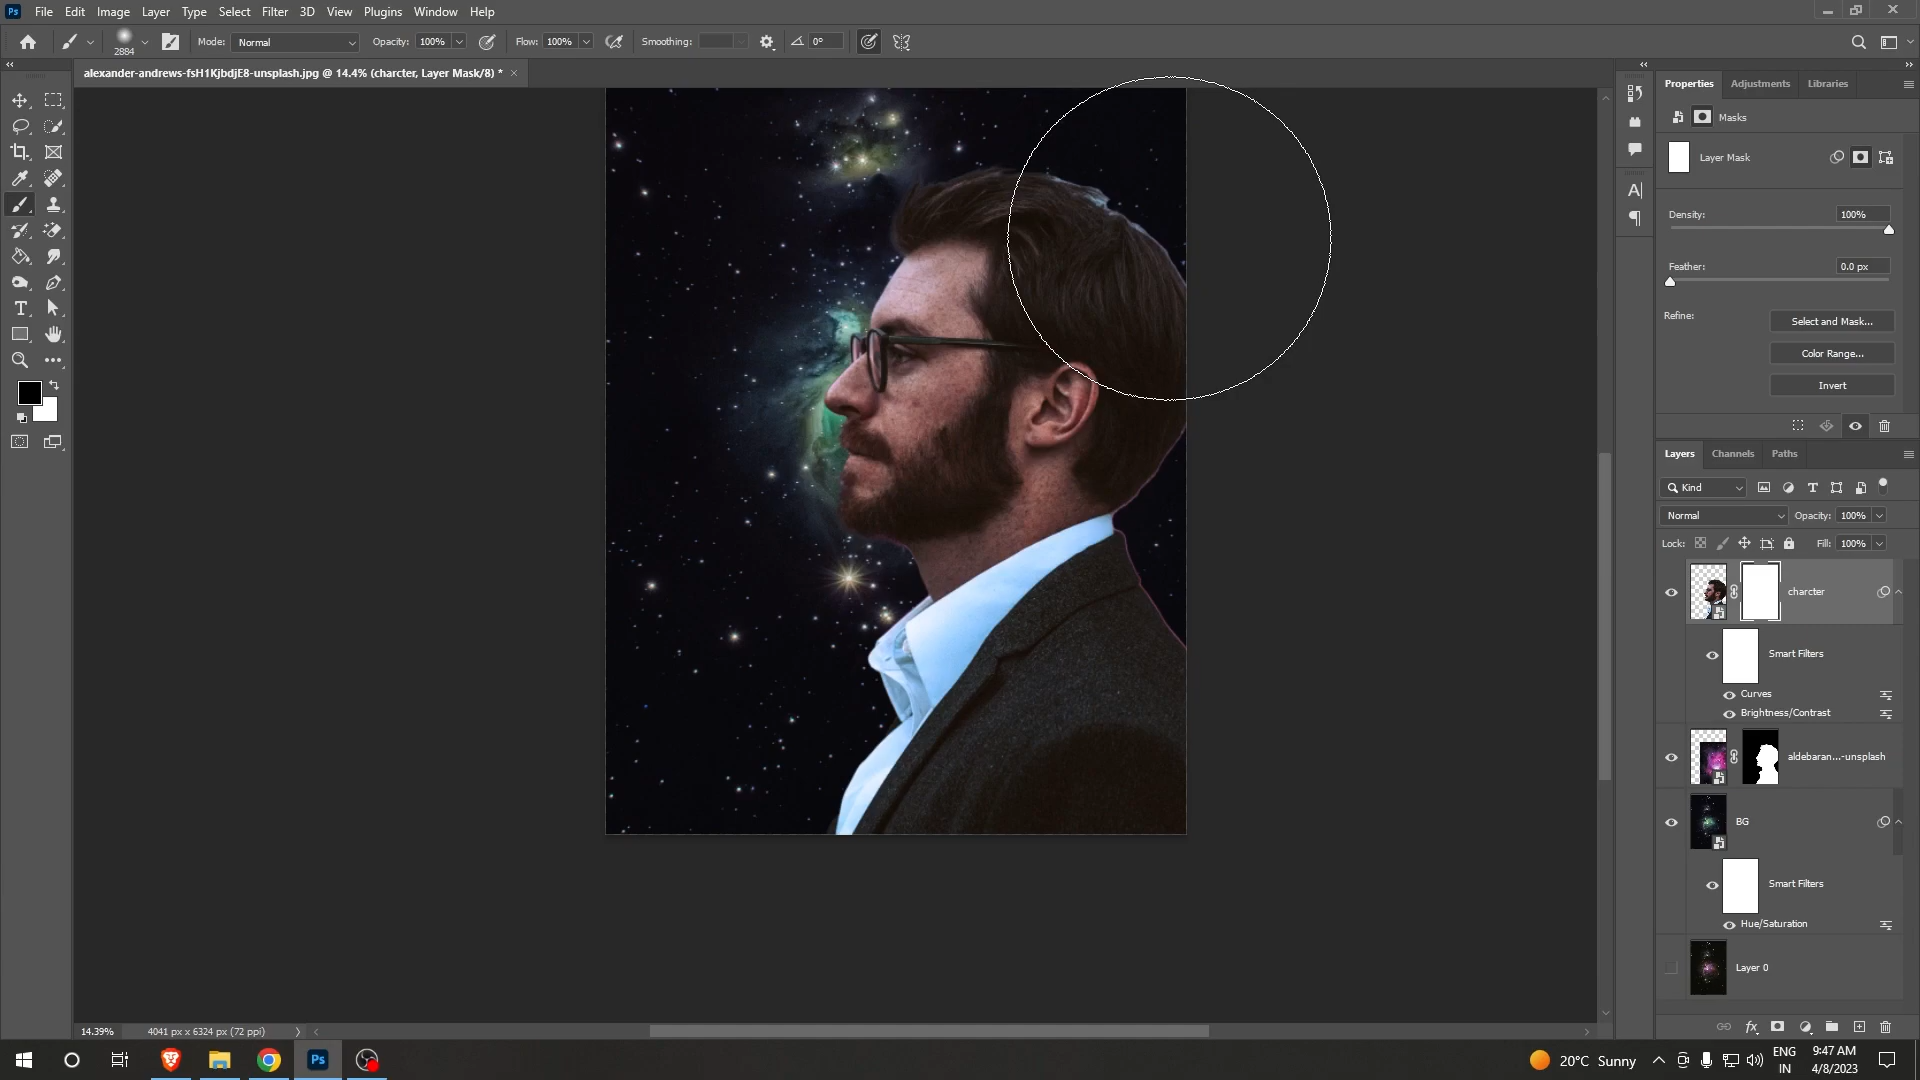 Ps File Edit Image Layer Type Select Filter 3D View Plugins Window Help
2884 Mode: Normal Opacity: 100% Flow: 100% Smoothing: 0°
alexander-andrews-fsH1KjbdjE8-unsplash.jpg @ 14.4% (charcter, Layer Mask/8) *
Properties Adjustments Libraries
Masks
Layer Mask
Density: 100%
Feather: 0.0 px
Refine: Select and Mask...
Color Range...
Invert
Layers Channels Paths
Kind
Normal Opacity: 100%
Lock: Fill: 100%
charcter
Smart Filters
Curves
Brightness/Contrast
aldebaran...-unsplash
BG
Smart Filters
Hue/Saturation
Layer 0
14.39% 4041 px x 6324 px (72 ppi)
Ps 20°C Sunny ENG IN 9:47 AM 4/8/2023